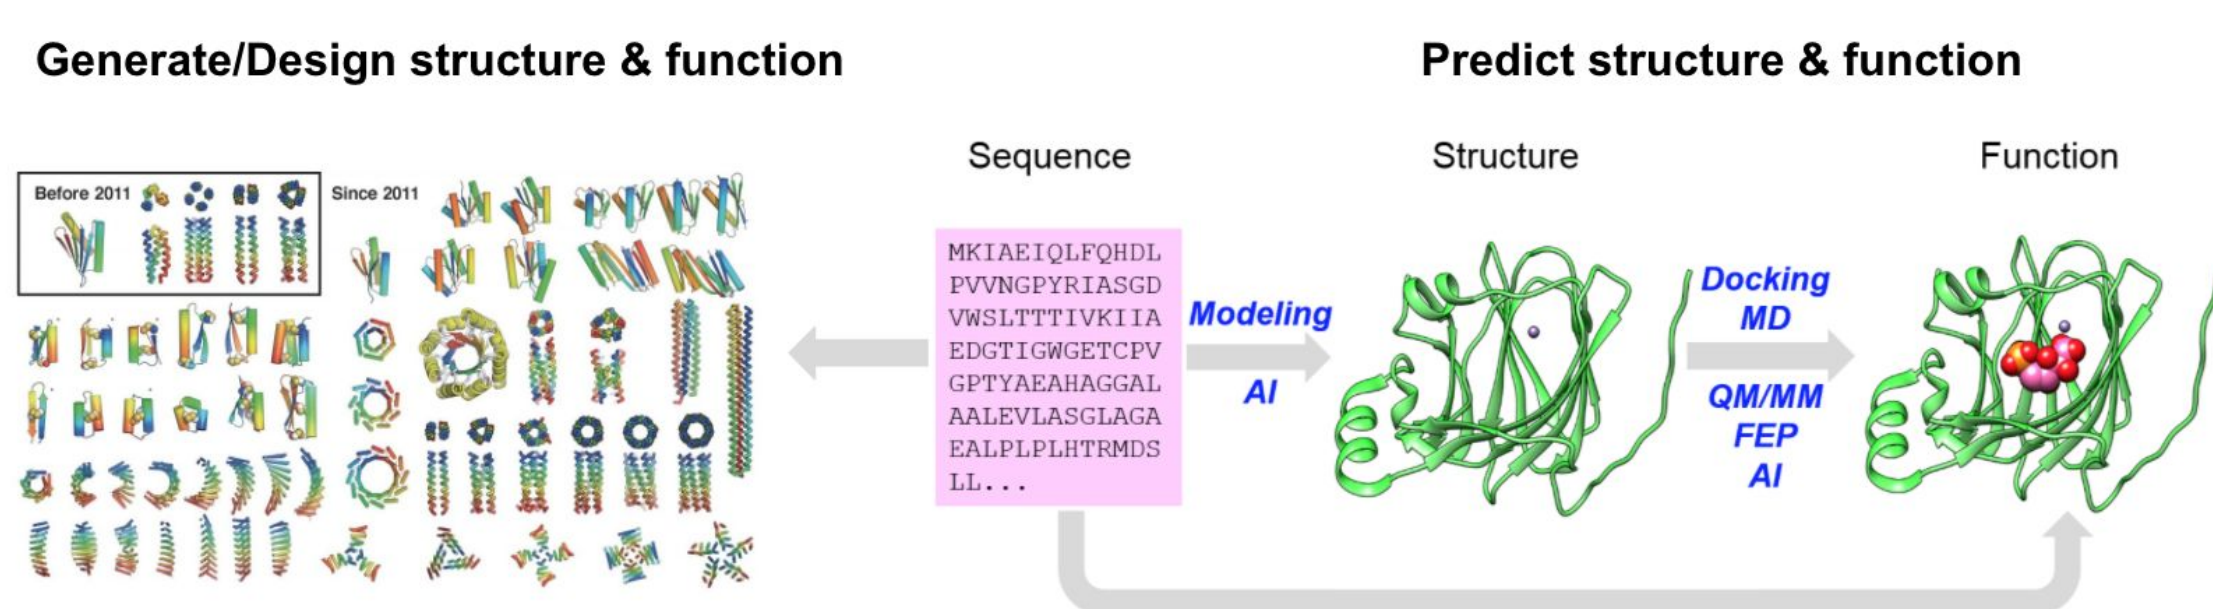 Generate/Design structure & function
Predict structure & function
Before 2011
Since 2011
Sequence
MKIAEIQLFQHDL
PVVNGPYRIASGD
VWSLTTTIVKIIA
EDGTIGWGETCPV
GPTYAEAHAGGAL
AALEVLASGLAGA
EALPLPLHTRMDS
LL...
Modeling
AI
Structure
Docking
MD
QM/MM
FEP
AI
Function